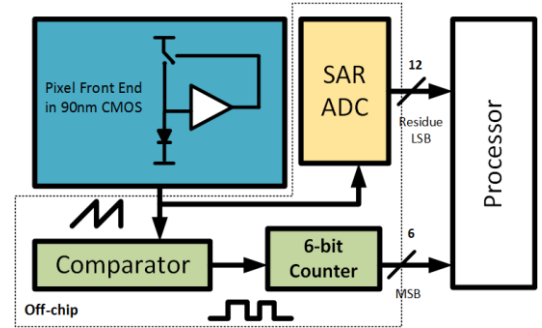 Pixel Front End
in 90nm CMOS
SAR
ADC
12
Residue
LSB
Processor
Comparator
6-bit
Counter
6
MSB
Off-chip